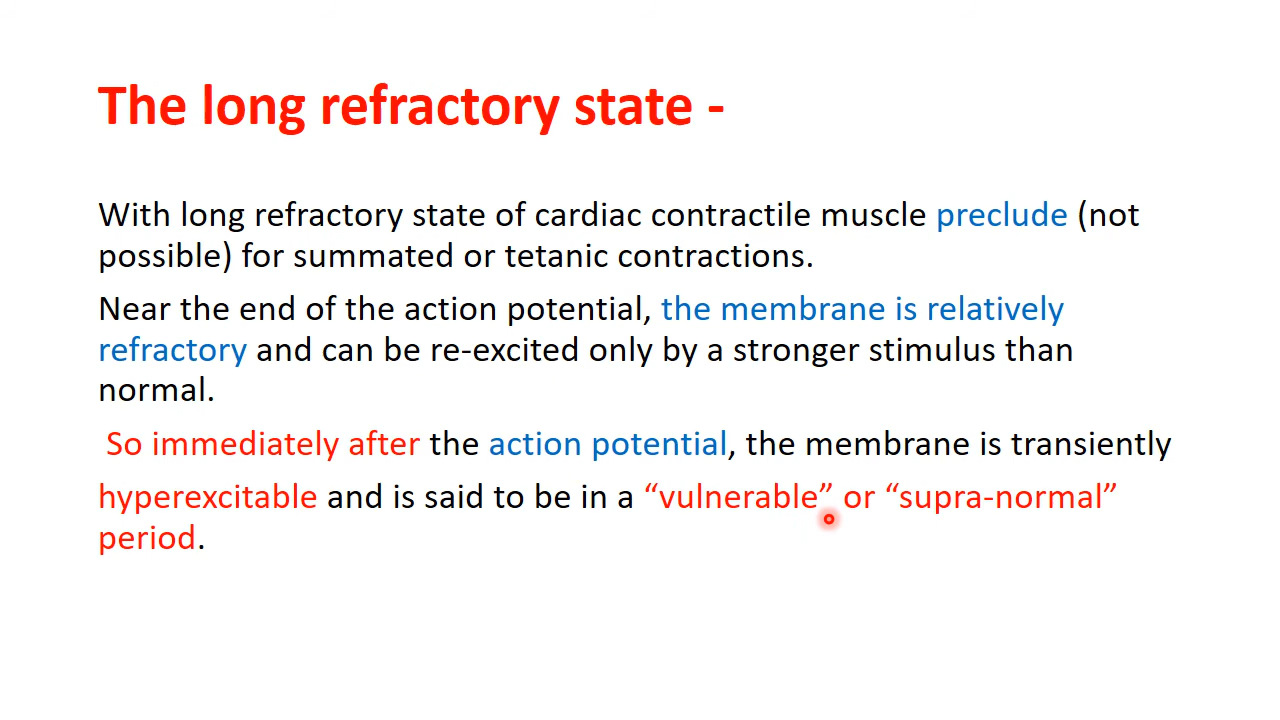 The long refractory state -
With long refractory state of cardiac contractile muscle preclude (not
possible) for summated or tetanic contractions.
Near the end of the action potential, the membrane is relatively
refractory and can be re-excited only by a stronger stimulus than
normal.
So immediately after the action potential, the membrane is transiently
hyperexcitable and is said to be in a “vulnerable” or “supra-normal”
period.